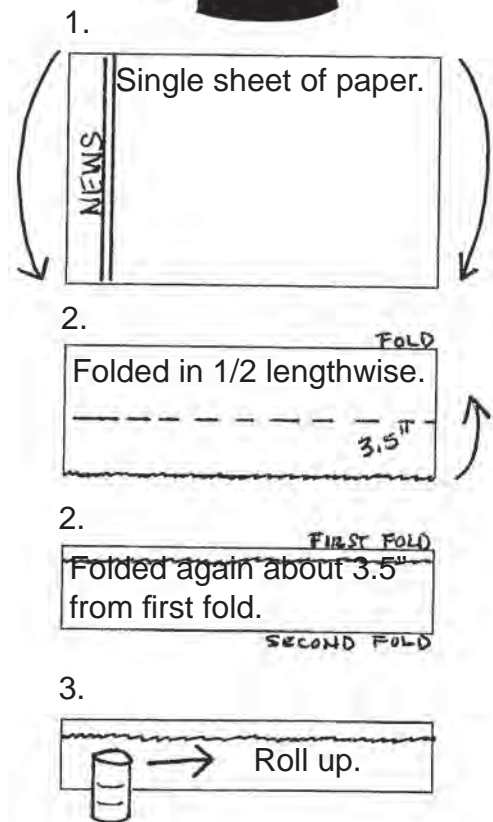 1.
Single sheet of paper.
NEWS
2.
FOLD
Folded in 1/2 lengthwise.
3.5"
2.
FIRST FOLD
Folded again about 3.5"
from first fold.
SECOND FOLD
3.
Roll up.